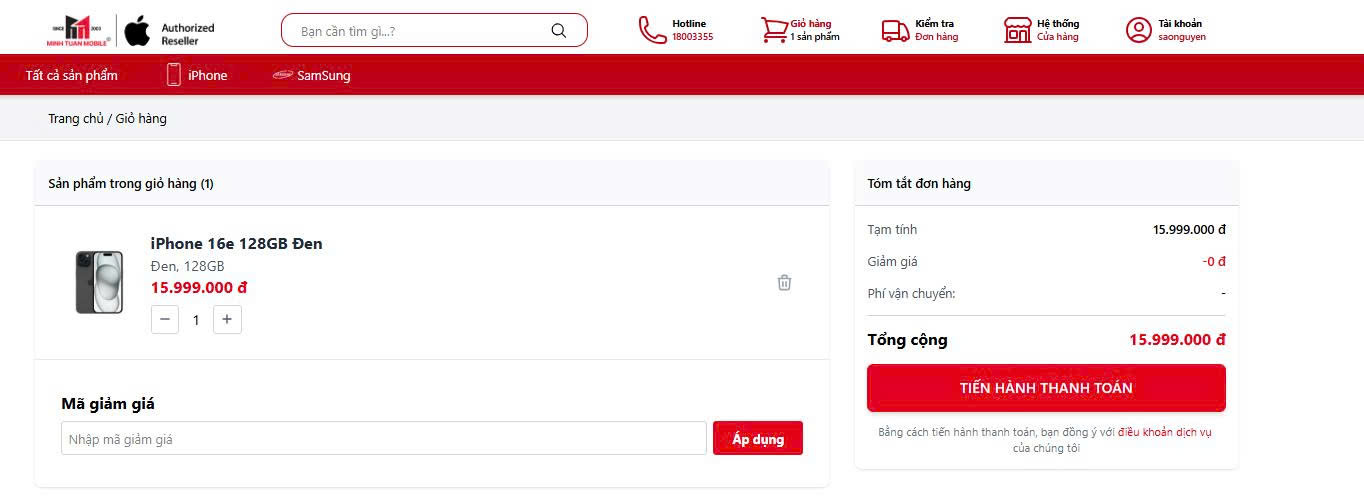 SINCE 2003
MINH TUAN MOBILE®
Authorized
Reseller
Bạn cần tìm gì...?
Hotline
18003355
Giỏ hàng
1 sản phẩm
Kiểm tra
Đơn hàng
Hệ thống
Cửa hàng
Tài khoản
saonguyen
Tất cả sản phẩm
iPhone
SamSung
Trang chủ / Giỏ hàng
Sản phẩm trong giỏ hàng (1)
iPhone 16e 128GB Đen
Đen, 128GB
15.999.000 đ
− 1 +
Mã giảm giá
Nhập mã giảm giá
Áp dụng
Tóm tắt đơn hàng
Tạm tính 15.999.000 đ
Giảm giá -0 đ
Phí vận chuyển: -
Tổng cộng 15.999.000 đ
TIẾN HÀNH THANH TOÁN
Bằng cách tiến hành thanh toán, bạn đồng ý với điều khoản dịch vụ
của chúng tôi